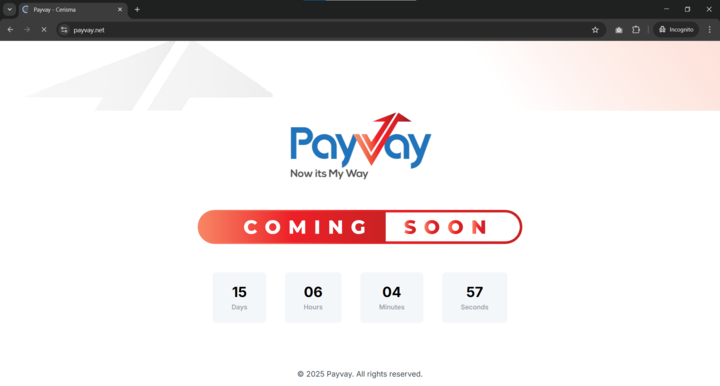 Payvay - Cerisma
payvay.net
Incognito
Payvay
Now its My Way
COMING SOON
15 06 04 57
Days Hours Minutes Seconds
© 2025 Payvay. All rights reserved.